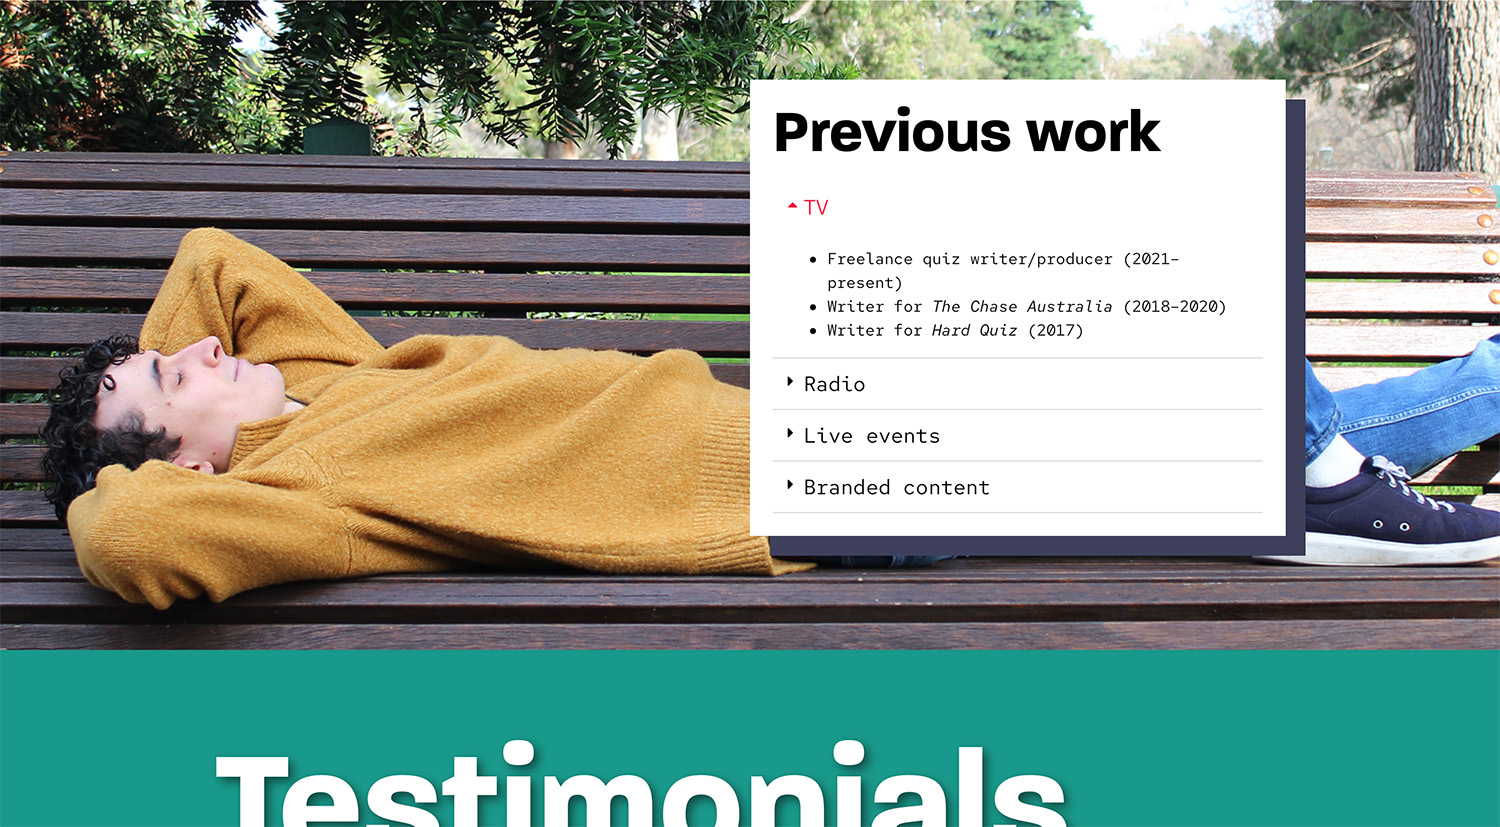 Previous work
TV
Freelance quiz writer/producer (2021–
present)
Writer for The Chase Australia (2018–2020)
Writer for Hard Quiz (2017)
Radio
Live events
Branded content
Testimonials